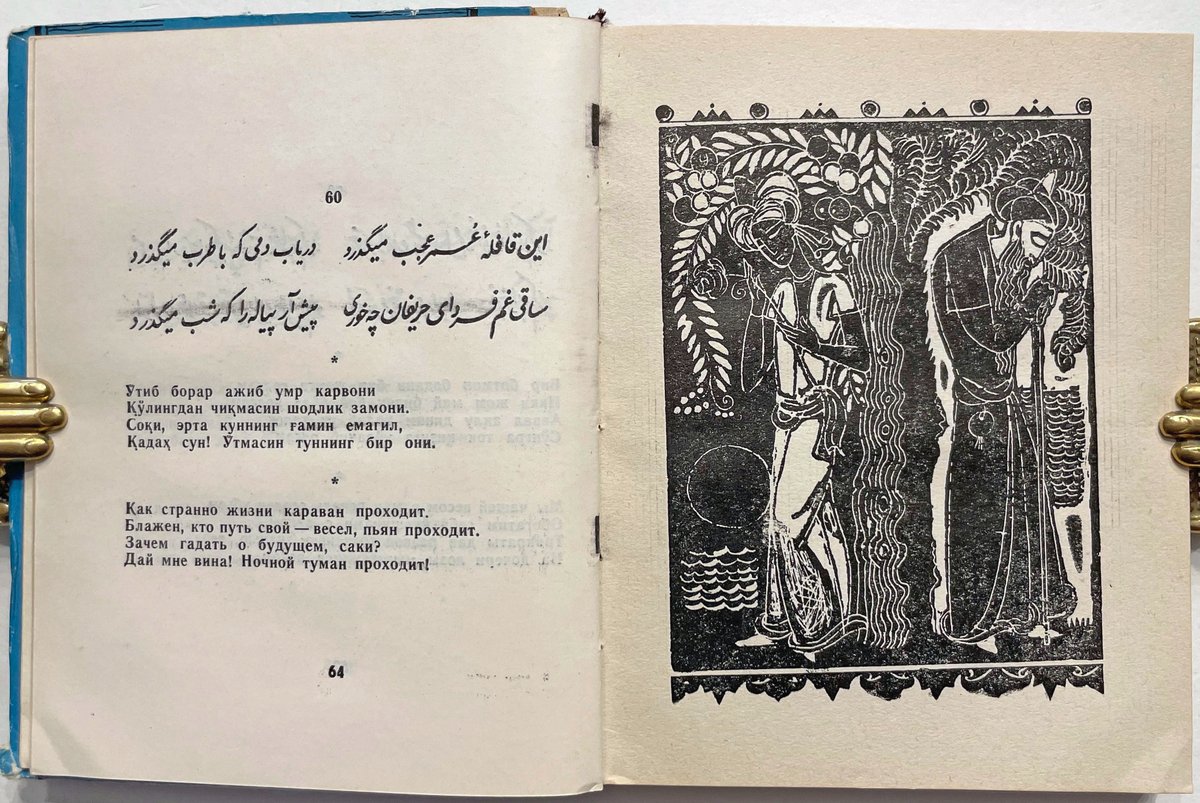 60
این قافلهٔ عُمر عجب میگذرد دریاب دمی که با طرب میگذرد
ساقی غم فردای حریفان چه خوری پیش آر پیاله را که شب میگذرد
*
Ўтиб борар ажиб умр карвони
Қўлингдан чиқмасин шодлик замони.
Соқи, эрта куннинг ғамин емагил,
Қадаҳ сун! Ўтмасин туннинг бир они.
*
Как странно жизни караван проходит.
Блажен, кто путь свой — весел, пьян проходит.
Зачем гадать о будущем, саки?
Дай мне вина! Ночной туман проходит!
64